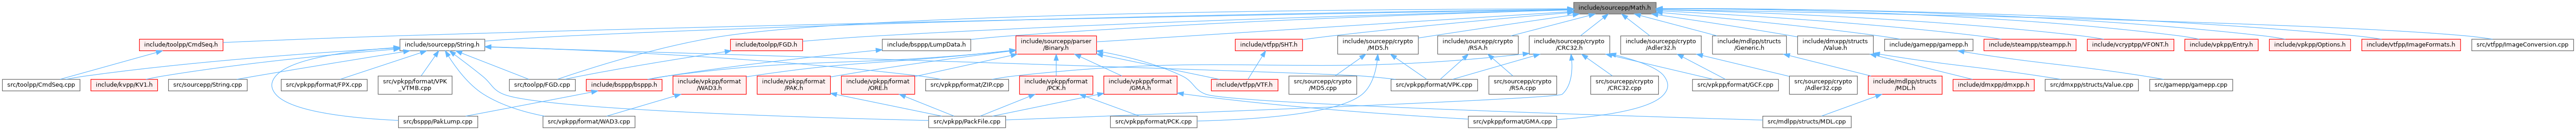 include/sourcepp/Math.h
include/toolpp/CmdSeq.h
include/sourcepp/String.h
include/toolpp/FGD.h
include/bsppp/LumpData.h
include/sourcepp/parser
/Binary.h
include/vtfpp/SHT.h
include/sourcepp/crypto
/MD5.h
include/sourcepp/crypto
/RSA.h
include/sourcepp/crypto
/CRC32.h
include/sourcepp/crypto
/Adler32.h
include/mdlpp/structs
/Generic.h
include/dmxpp/structs
/Value.h
include/gamepp/gamepp.h
include/steampp/steampp.h
include/vcryptpp/VFONT.h
include/vpkpp/Entry.h
include/vpkpp/Options.h
include/vtfpp/ImageFormats.h
src/vtfpp/ImageConversion.cpp
src/toolpp/CmdSeq.cpp
include/kvpp/KV1.h
src/sourcepp/String.cpp
src/vpkpp/format/FPX.cpp
src/vpkpp/format/VPK
_VTMB.cpp
src/toolpp/FGD.cpp
include/bsppp/bsppp.h
include/vpkpp/format
/WAD3.h
include/vpkpp/format
/PAK.h
include/vpkpp/format
/ORE.h
src/vpkpp/format/ZIP.cpp
include/vpkpp/format
/PCK.h
include/vpkpp/format
/GMA.h
include/vtfpp/VTF.h
src/sourcepp/crypto
/MD5.cpp
src/vpkpp/format/VPK.cpp
src/sourcepp/crypto
/RSA.cpp
src/sourcepp/crypto
/CRC32.cpp
src/vpkpp/format/GCF.cpp
src/sourcepp/crypto
/Adler32.cpp
include/mdlpp/structs
/MDL.h
include/dmxpp/dmxpp.h
src/dmxpp/structs/Value.cpp
src/gamepp/gamepp.cpp
src/bsppp/PakLump.cpp
src/vpkpp/format/WAD3.cpp
src/vpkpp/PackFile.cpp
src/vpkpp/format/PCK.cpp
src/vpkpp/format/GMA.cpp
src/mdlpp/structs/MDL.cpp